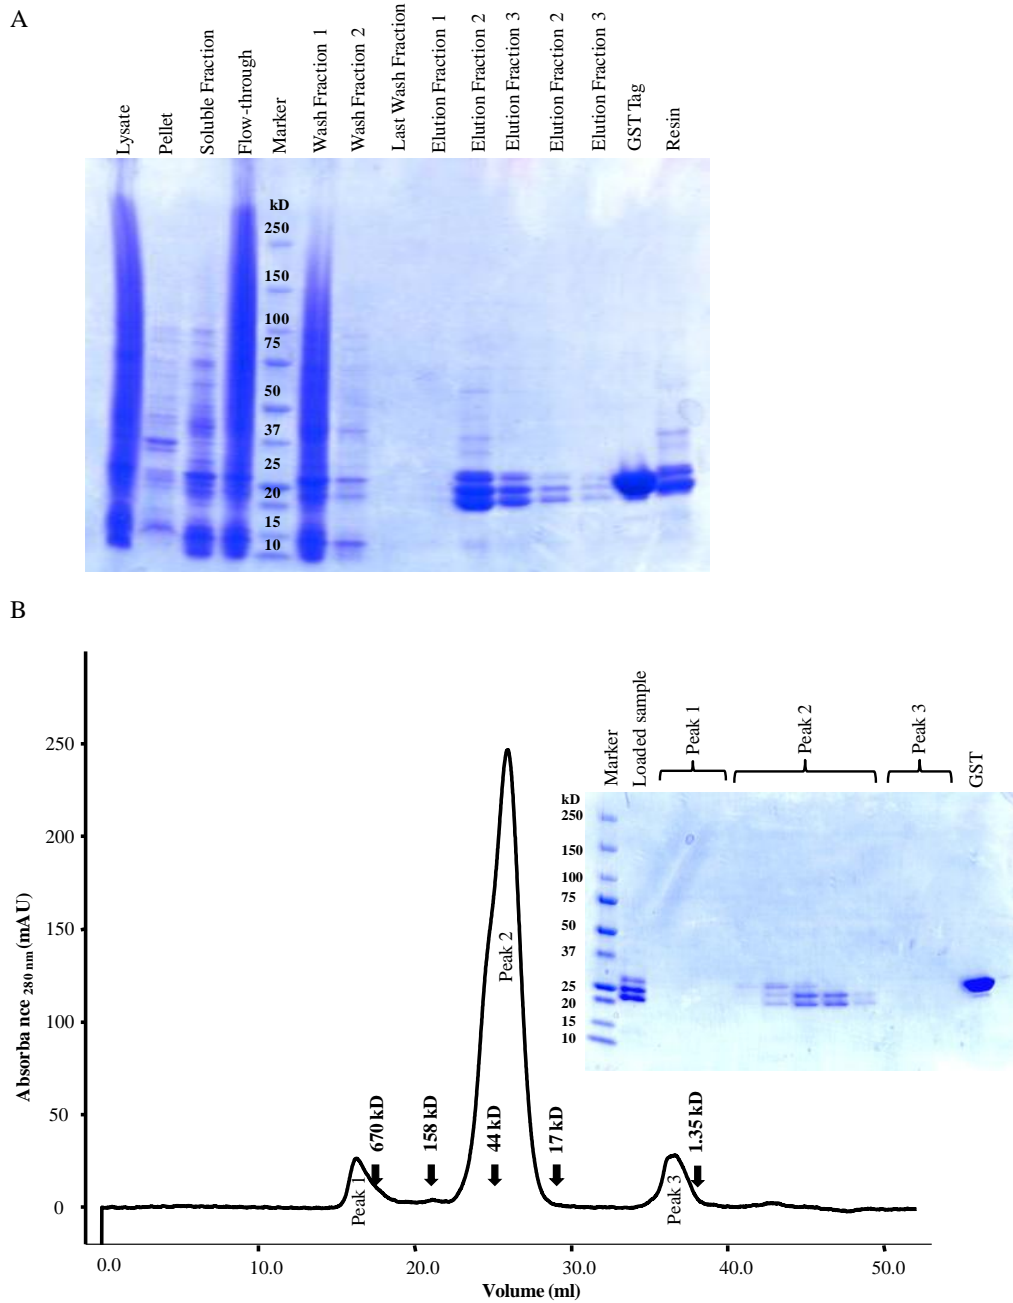 A
Lysate
Pellet
Soluble Fraction
Flow-through
Marker
Wash Fraction 1
Wash Fraction 2
Last Wash Fraction
Elution Fraction 1
Elution Fraction 2
Elution Fraction 3
Elution Fraction 2
Elution Fraction 3
GST Tag
Resin
kD
250
150
100
75
50
37
25
20
15
10
B
Absorba nce 280 nm (mAU)
250
200
150
100
50
0
0.0
10.0
20.0
30.0
40.0
50.0
Volume (ml)
Peak 1
670 kD
158 kD
Peak 2
44 kD
17 kD
Peak 3
1.35 kD
Marker
Loaded sample
Peak 1
Peak 2
Peak 3
GST
kD
250
150
100
75
50
37
25
20
15
10